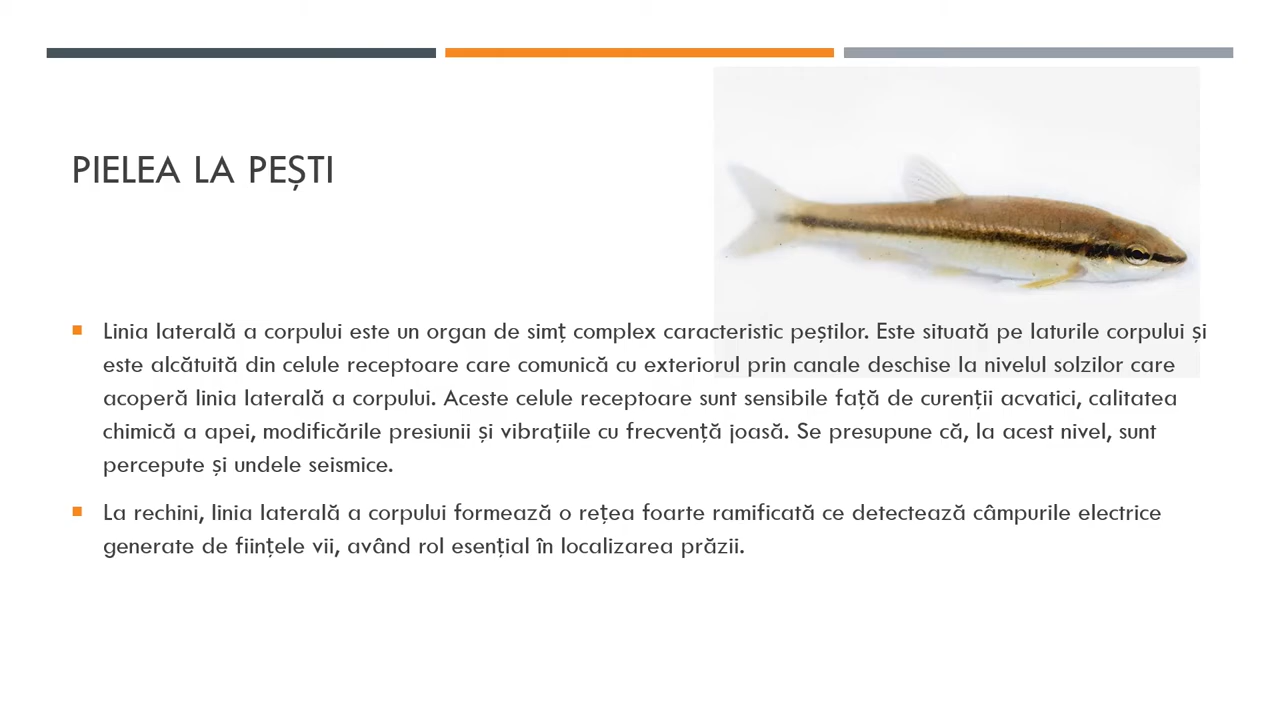 PIELEA LA PEȘTI
Linia laterală a corpului este un organ de simț complex caracteristic peștilor. Este situată pe laturile corpului și
este alcătuită din celule receptoare care comunică cu exteriorul prin canale deschise la nivelul solzilor care
acoperă linia laterală a corpului. Aceste celule receptoare sunt sensibile față de curenții acvatici, calitatea
chimică a apei, modificările presiunii și vibrațiile cu frecvență joasă. Se presupune că, la acest nivel, sunt
percepute și undele seismice.
La rechini, linia laterală a corpului formează o rețea foarte ramificată ce detectează câmpurile electrice
generate de ființele vii, având rol esențial în localizarea prăzii.